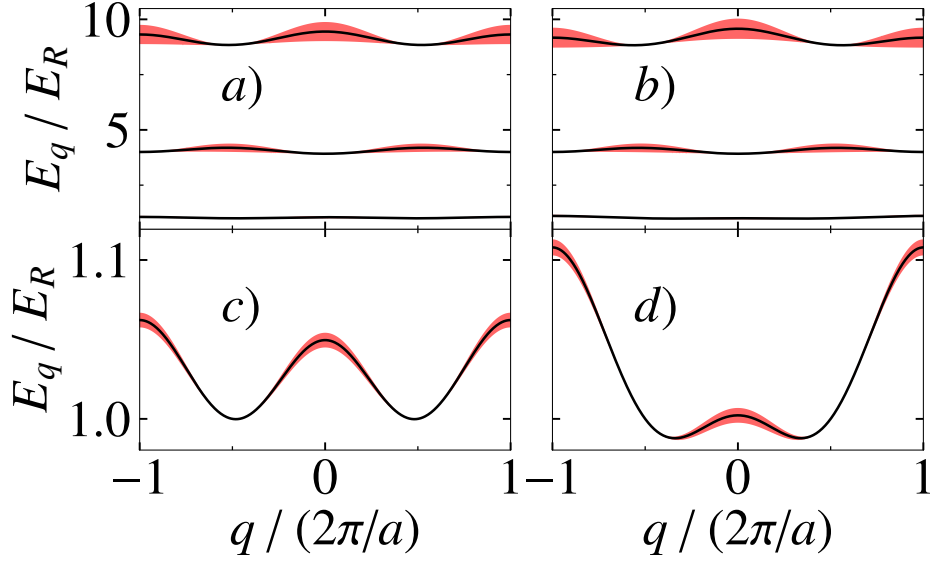 10
5
E_q / E_R
a)
b)
1.1
1.0
E_q / E_R
c)
d)
−1 0 1
−1 0 1
q / (2π/a)
q / (2π/a)